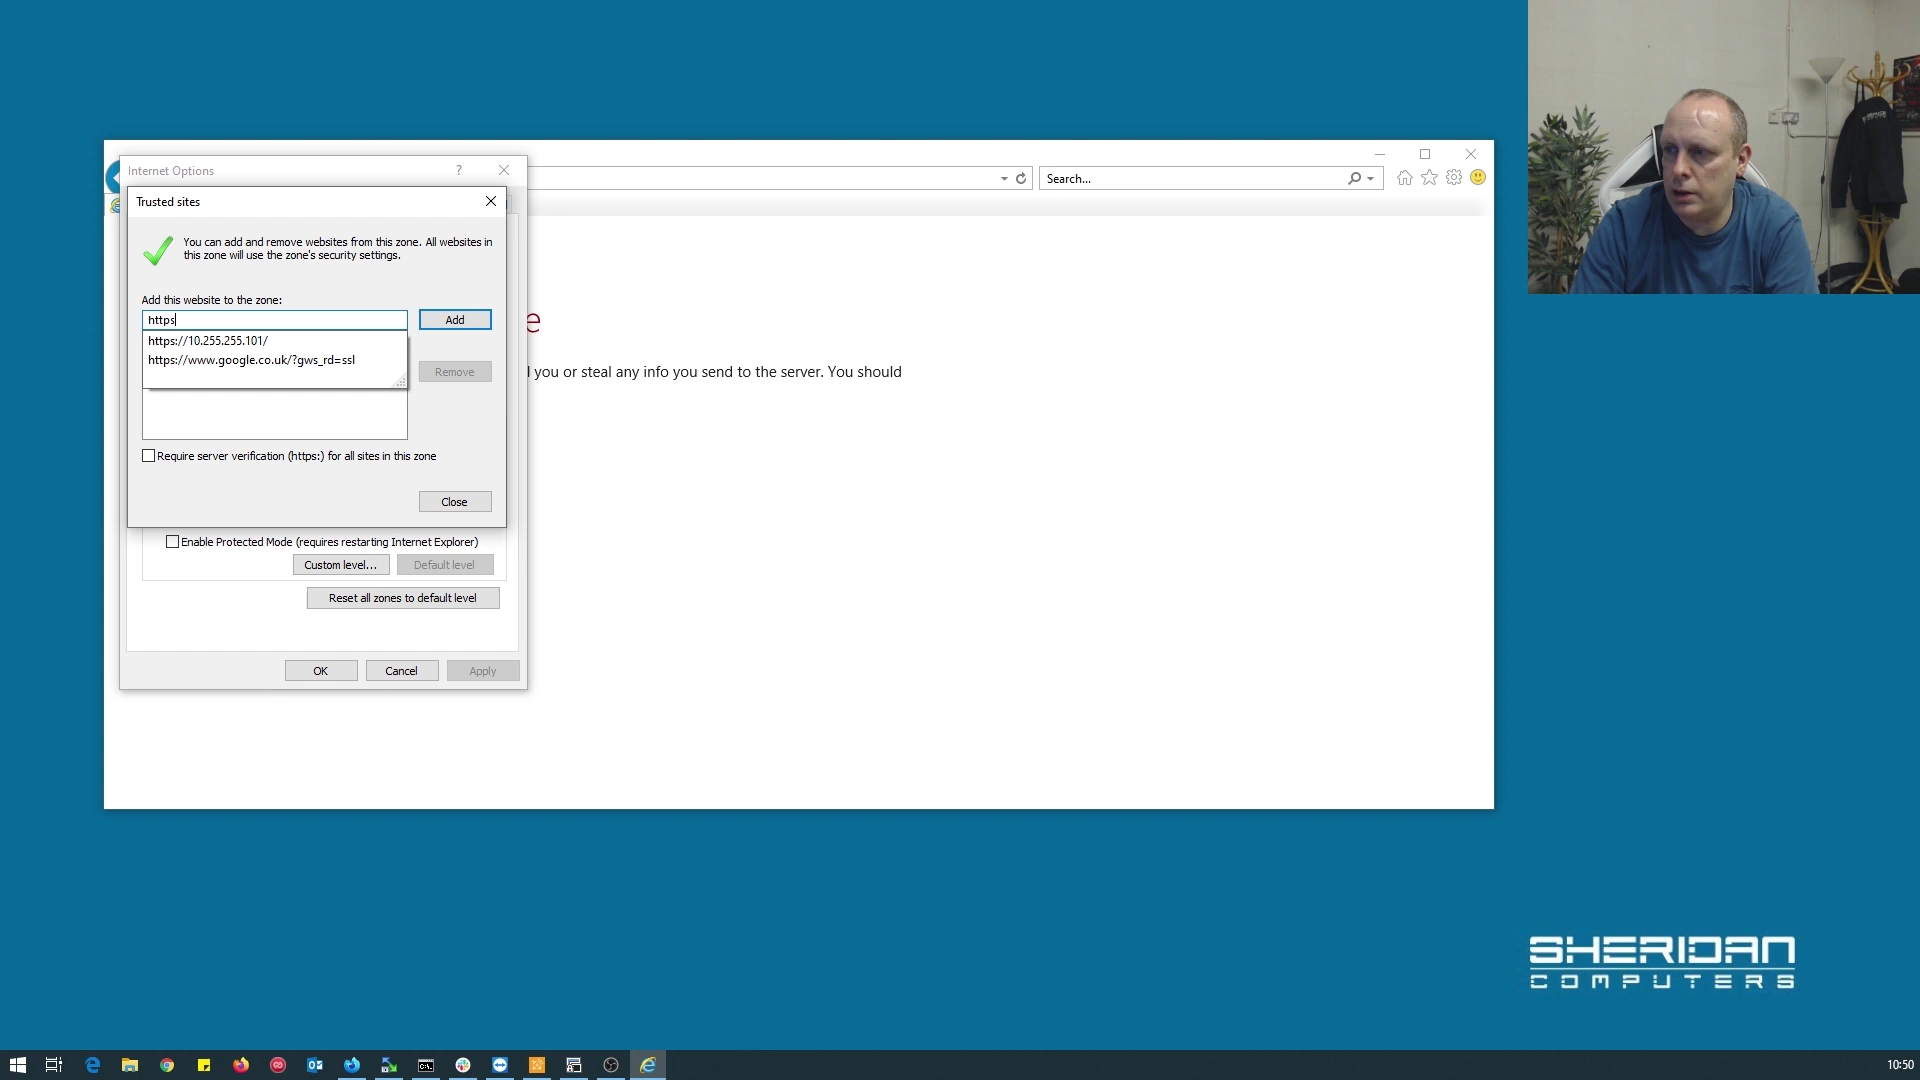 Internet Options
?
Search...
Trusted sites
You can add and remove websites from this zone. All websites in
this zone will use the zone's security settings.
Add this website to the zone:
https
Add
https://10.255.255.101/
https://www.google.co.uk/?gws_rd=ssl
Remove
e
you or steal any info you send to the server. You should
Require server verification (https:) for all sites in this zone
Close
Enable Protected Mode (requires restarting Internet Explorer)
Custom level...
Default level
Reset all zones to default level
OK
Cancel
Apply
SHERIDAN
COMPUTERS
10:50